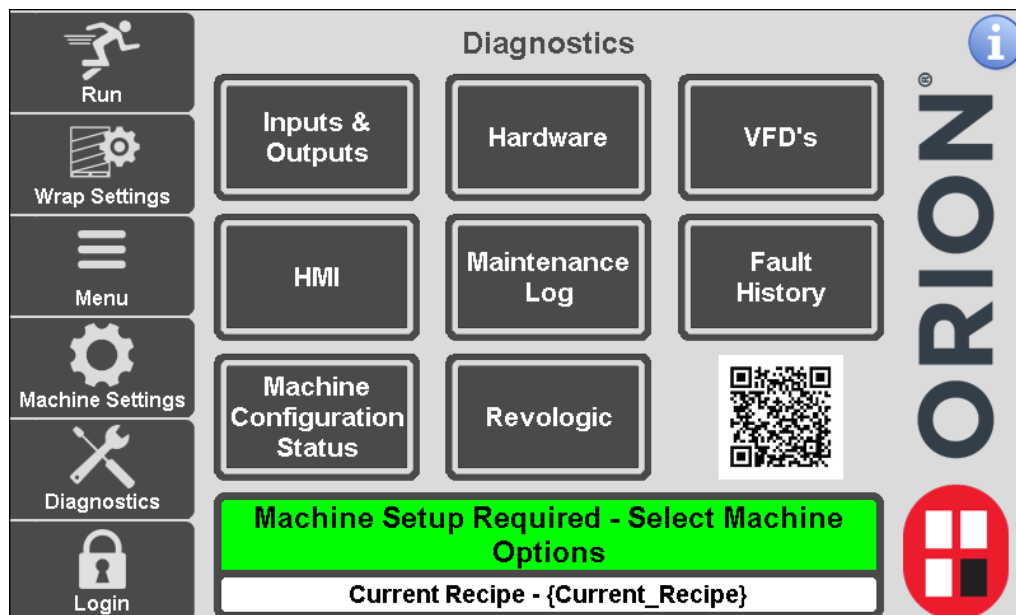 Run
Wrap Settings
Menu
Machine Settings
Diagnostics
Login
Diagnostics
Inputs &
Outputs
Hardware
VFD's
HMI
Maintenance
Log
Fault
History
Machine
Configuration
Status
Revologic
Machine Setup Required - Select Machine
Options
Current Recipe - {Current_Recipe}
i
ORION®